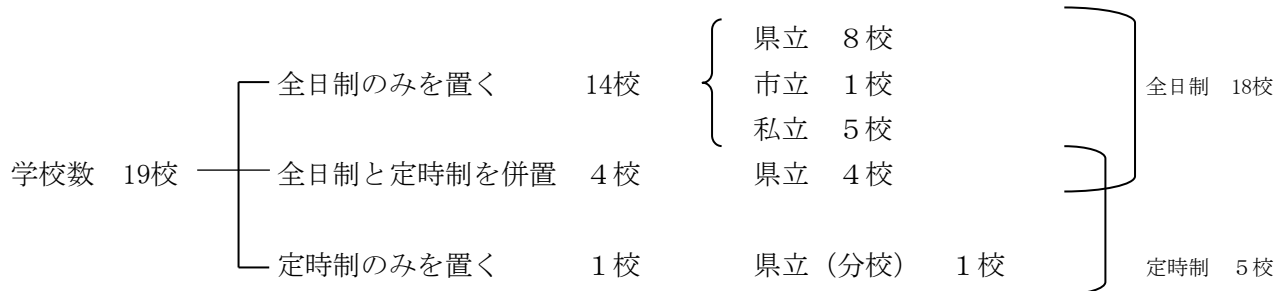 県立　８校
全日制のみを置く　14校　市立　１校　全日制　18校
私立　５校
学校数　19校　全日制と定時制を併置　４校　県立　４校
定時制のみを置く　１校　県立（分校）　１校　定時制　５校